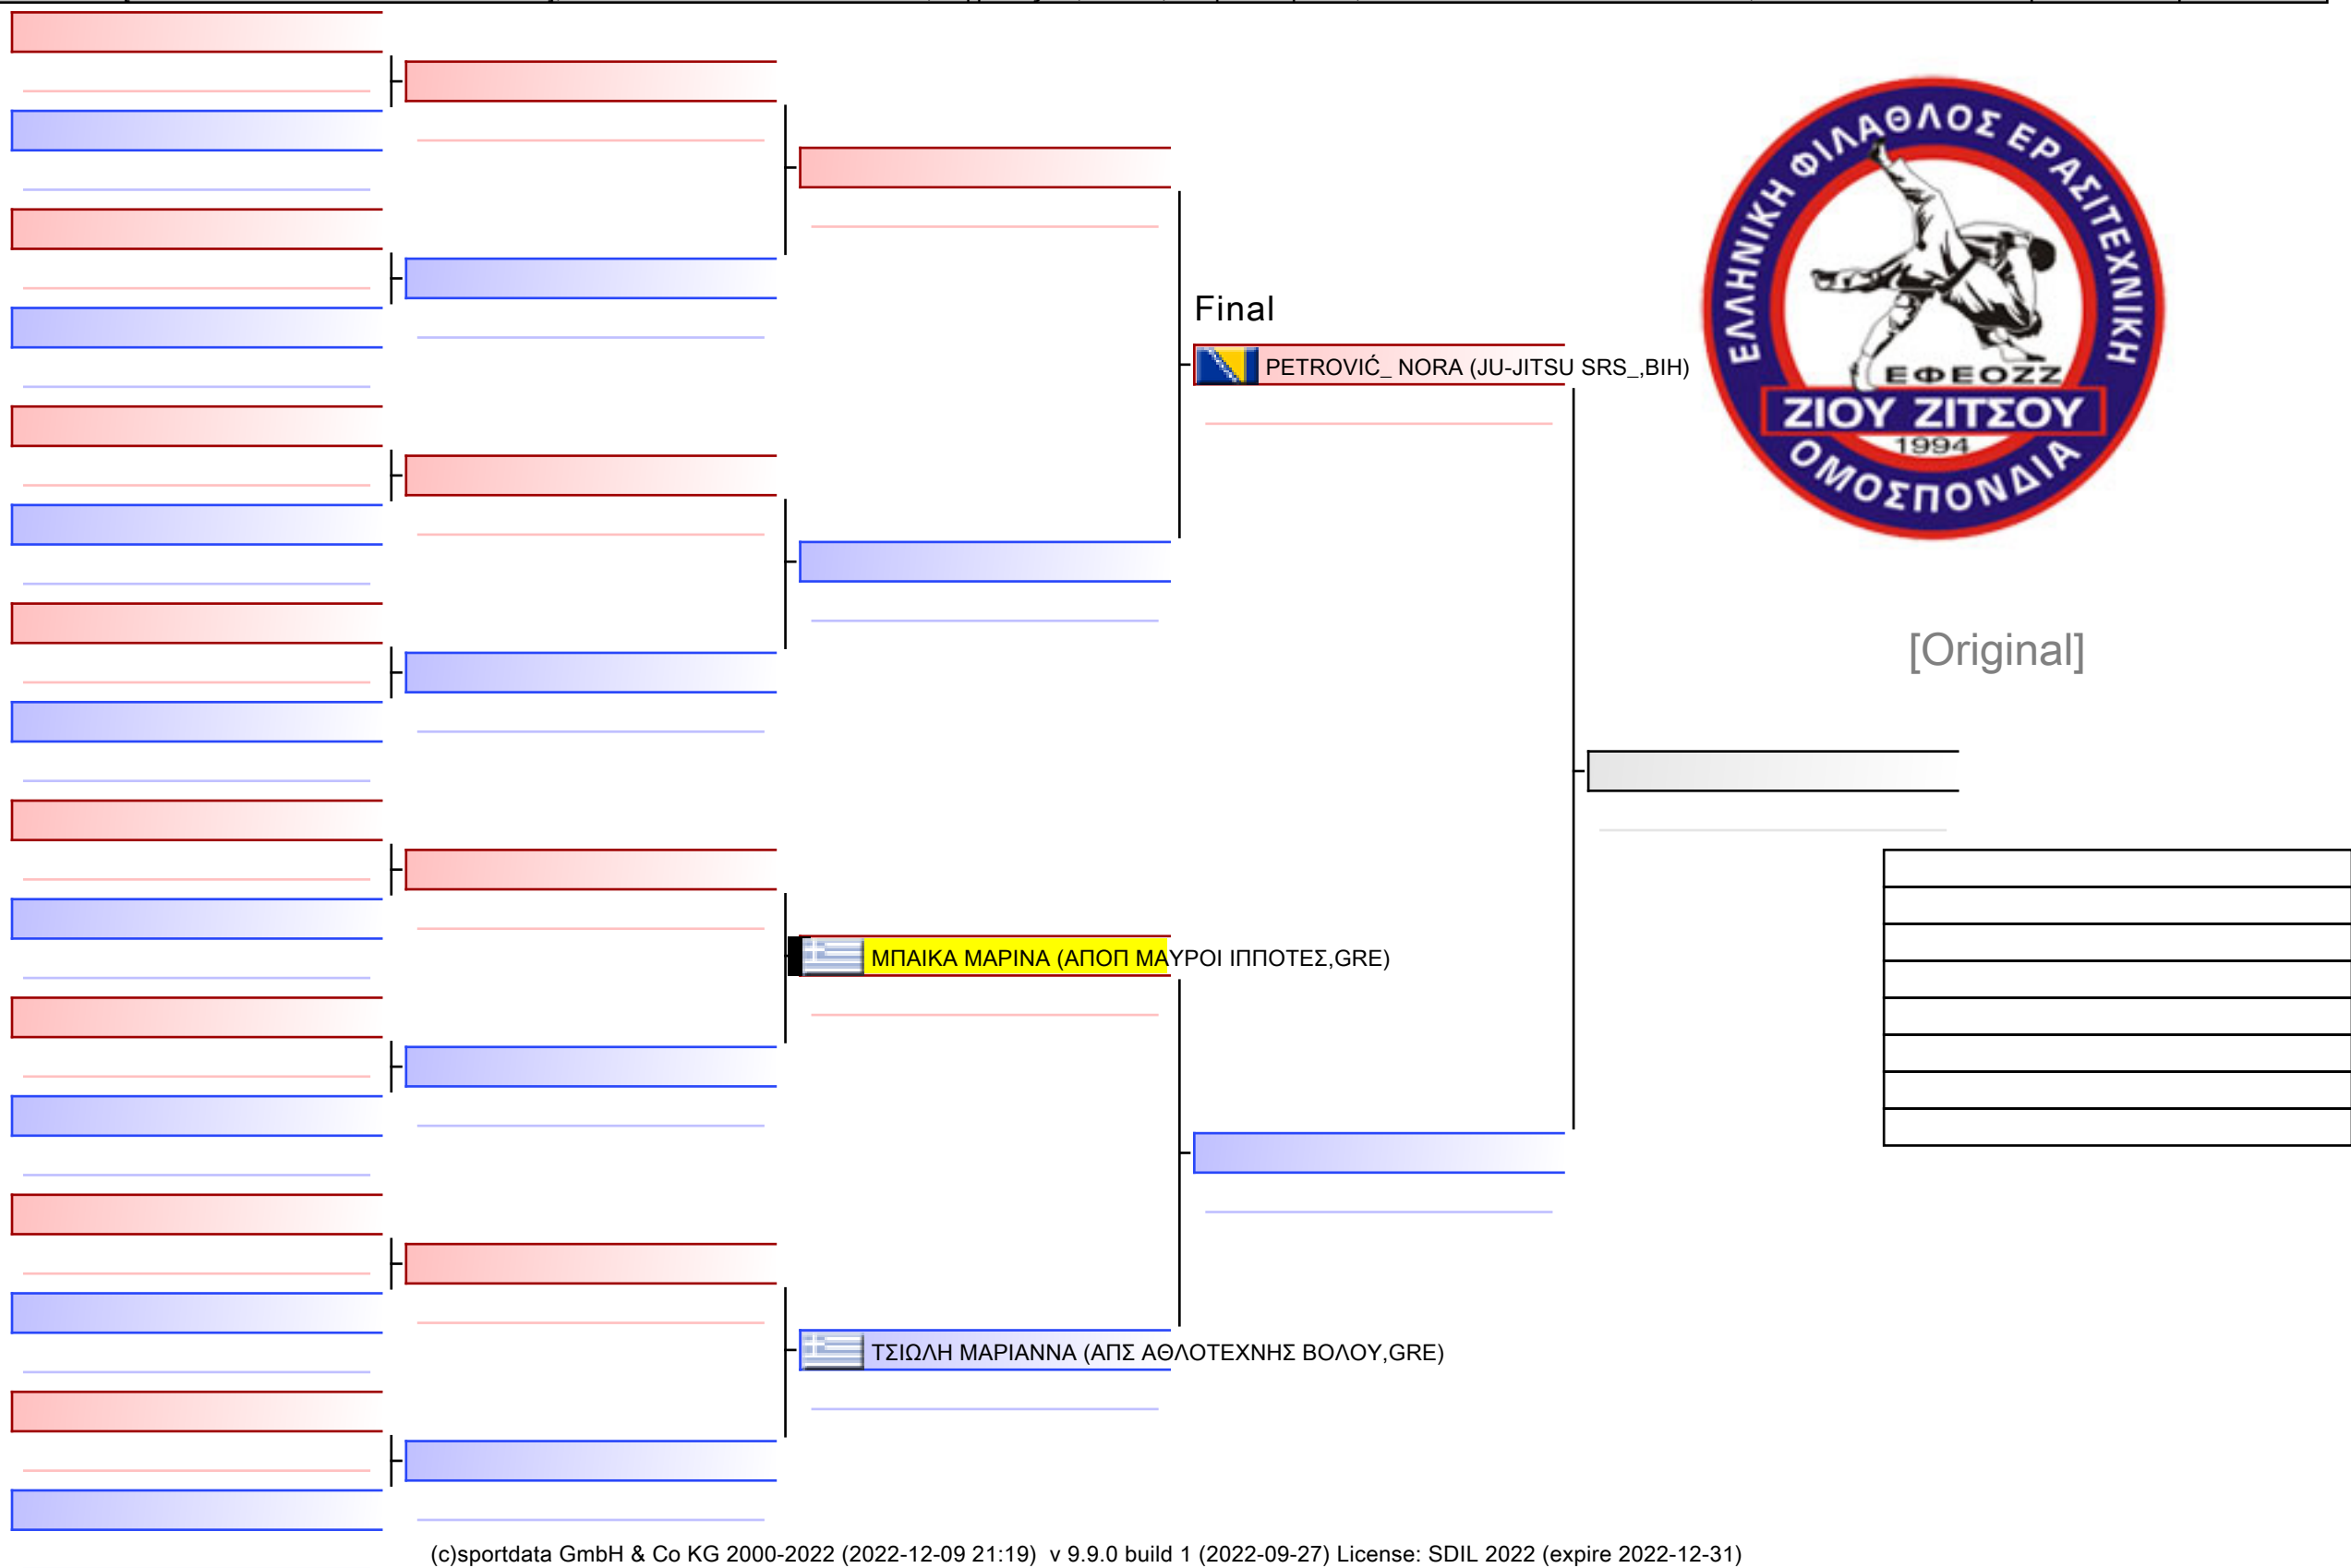 ΕΛΛΗΝΙΚΗ ΦΙΛΑΘΛΟΣ ΕΡΑΣΙΤΕΧΝΙΚΗ
Final
PETROVIĆ_ NORA (JU-JITSU SRS_,BIH)
ΕΦΕΟΖΖ
ΖΙΟΥ ΖΙΤΣΟΥ
1994
ΟΜΟΣΠΟΝΔΙΑ
[Original]
ΜΠΑΙΚΑ ΜΑΡΙΝΑ (ΑΠΟΠ ΜΑΥΡΟΙ ΙΠΠΟΤΕΣ,GRE)
ΤΣΙΩΛΗ ΜΑΡΙΑΝΝΑ (ΑΠΣ ΑΘΛΟΤΕΧΝΗΣ ΒΟΛΟΥ,GRE)
(c)sportdata GmbH & Co KG 2000-2022 (2022-12-09 21:19) v 9.9.0 build 1 (2022-09-27) License: SDIL 2022 (expire 2022-12-31)